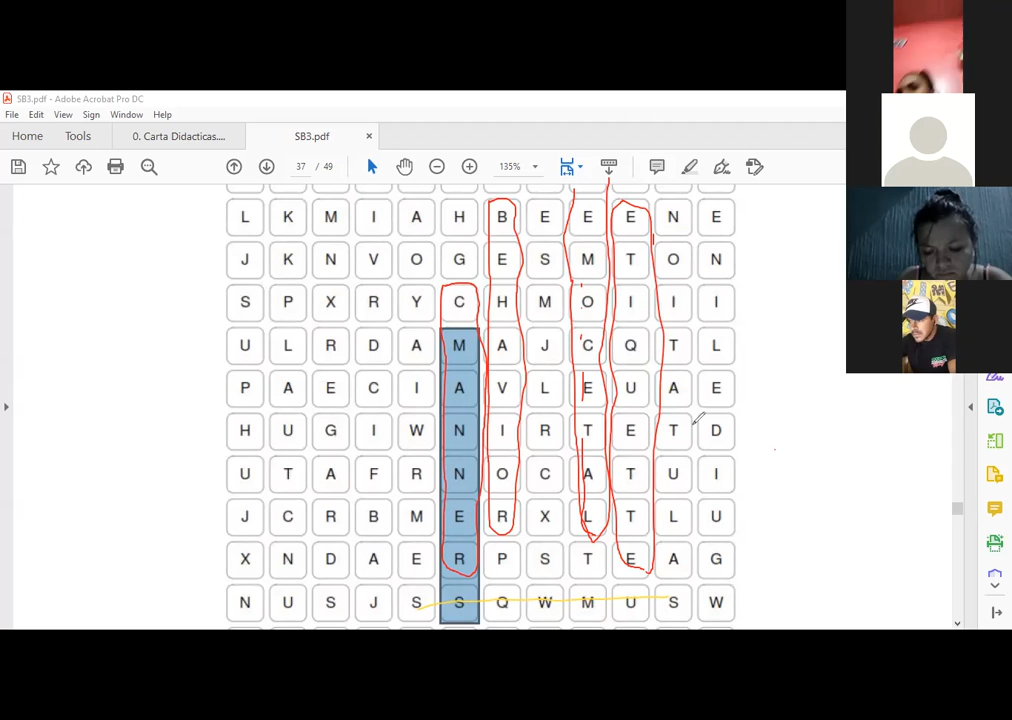 SB3.pdf - Adobe Acrobat Pro DC
File Edit View Sign Window Help
Home Tools 0. Carta Didacticas.... SB3.pdf ×
37 / 49 135%
L K M I A H B E E E N E
J K N V O G E S M T O N
S P X R Y C H M O I I I
U L R D A M A J C Q T L
P A E C I A V L E U A E
H U G I W N I R T E T D
U T A F R N O C A T U I
J C R B M E R X L T L U
X N D A E R P S T E A G
N U S J S S Q W M U S W